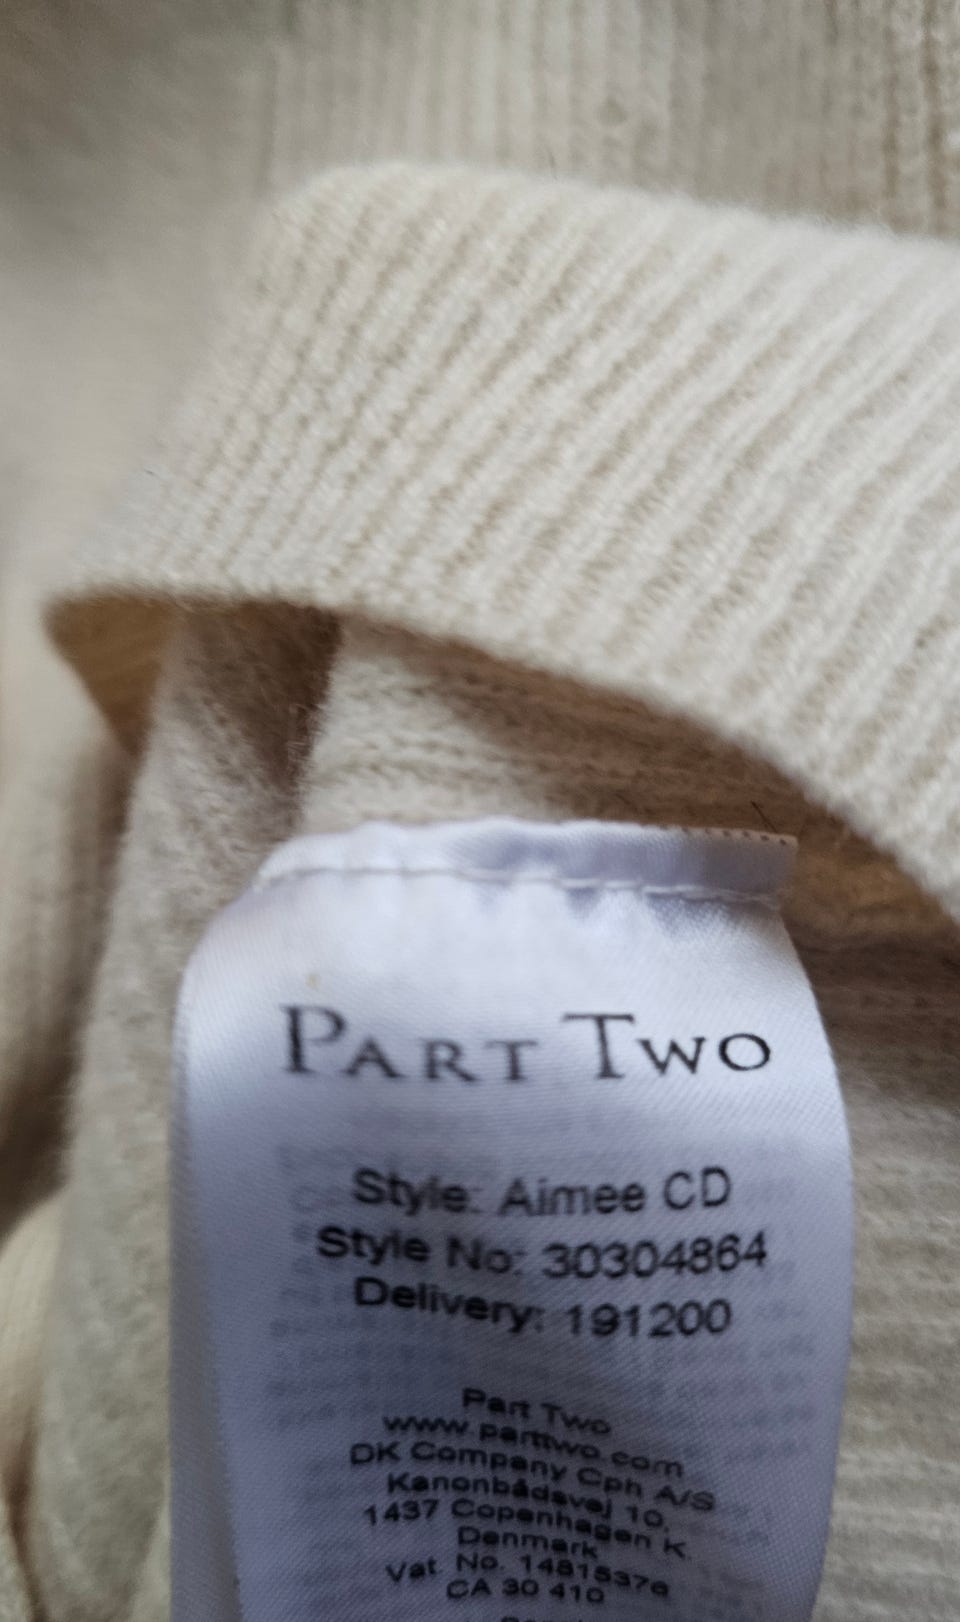 PART TWO
Style: Aimee CD
Style No: 30304864
Delivery: 191200
Part Two
www.parttwo.com
DK Company Cph A/S
Kanonbådsvej 10,
1437 Copenhagen K.
Denmark
Vat. No. 14815376
CA 30 410